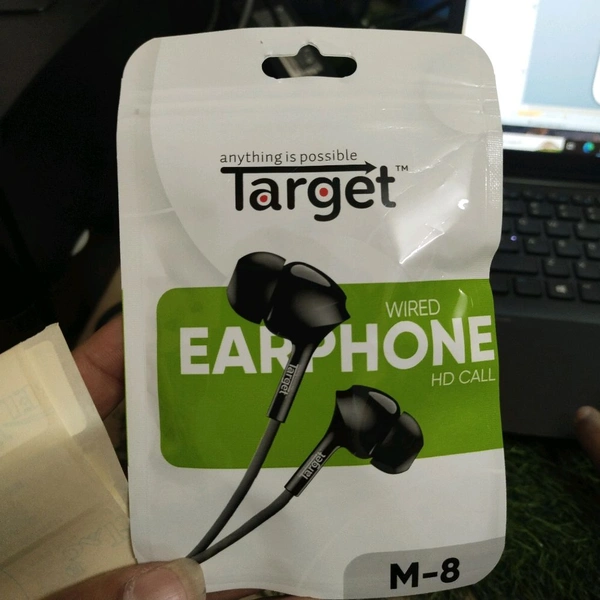 anything is possible
Target™
WIRED
EARPHONE
HD CALL
Target
Target
M-8